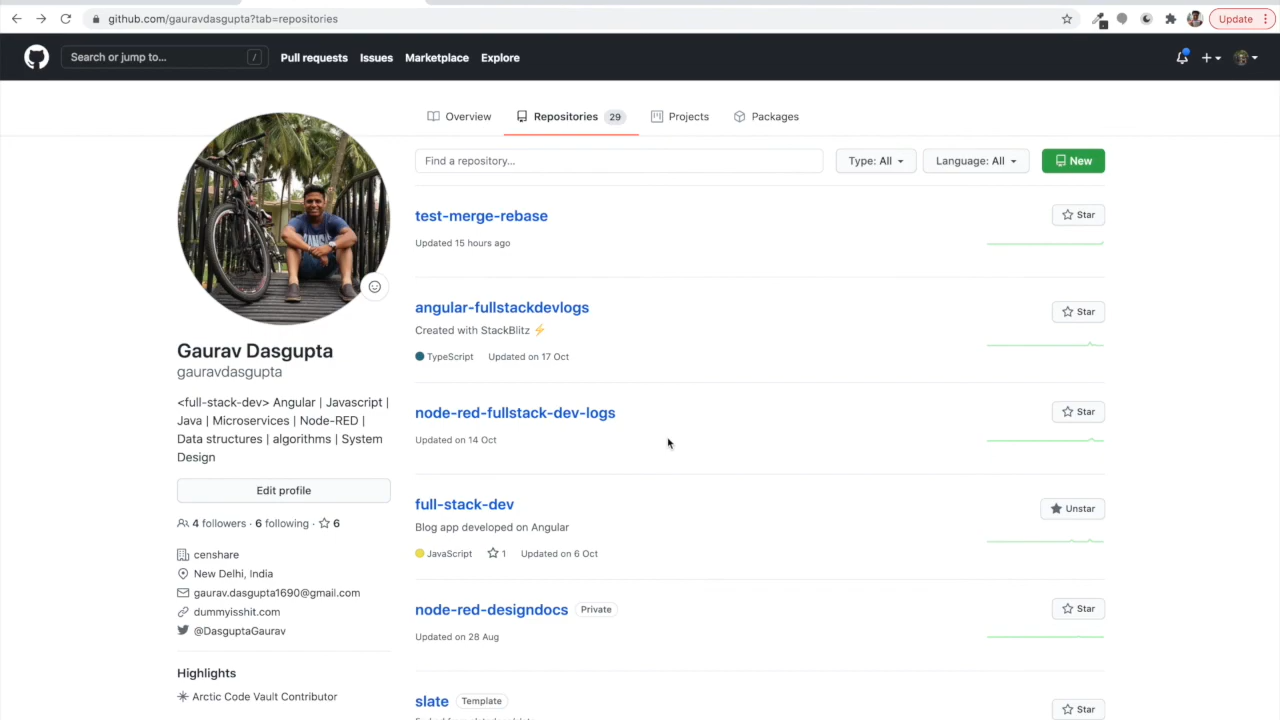 github.com/gauravdasgupta?tab=repositories
Update
Search or jump to...
/
Pull requests
Issues
Marketplace
Explore
Overview
Repositories 29
Projects
Packages
Find a repository...
Type: All
Language: All
New
test-merge-rebase
Star
Updated 15 hours ago
angular-fullstackdevlogs
Star
Created with StackBlitz ⚡
TypeScript Updated on 17 Oct
node-red-fullstack-dev-logs
Star
Updated on 14 Oct
full-stack-dev
Unstar
Blog app developed on Angular
JavaScript 1 Updated on 6 Oct
node-red-designdocs Private
Star
Updated on 28 Aug
slate Template
Star
Gaurav Dasgupta
gauravdasgupta
<full-stack-dev> Angular | Javascript |
Java | Microservices | Node-RED |
Data structures | algorithms | System
Design
Edit profile
4 followers · 6 following · 6
censhare
New Delhi, India
gaurav.dasgupta1690@gmail.com
dummyisshit.com
@DasguptaGaurav
Highlights
Arctic Code Vault Contributor